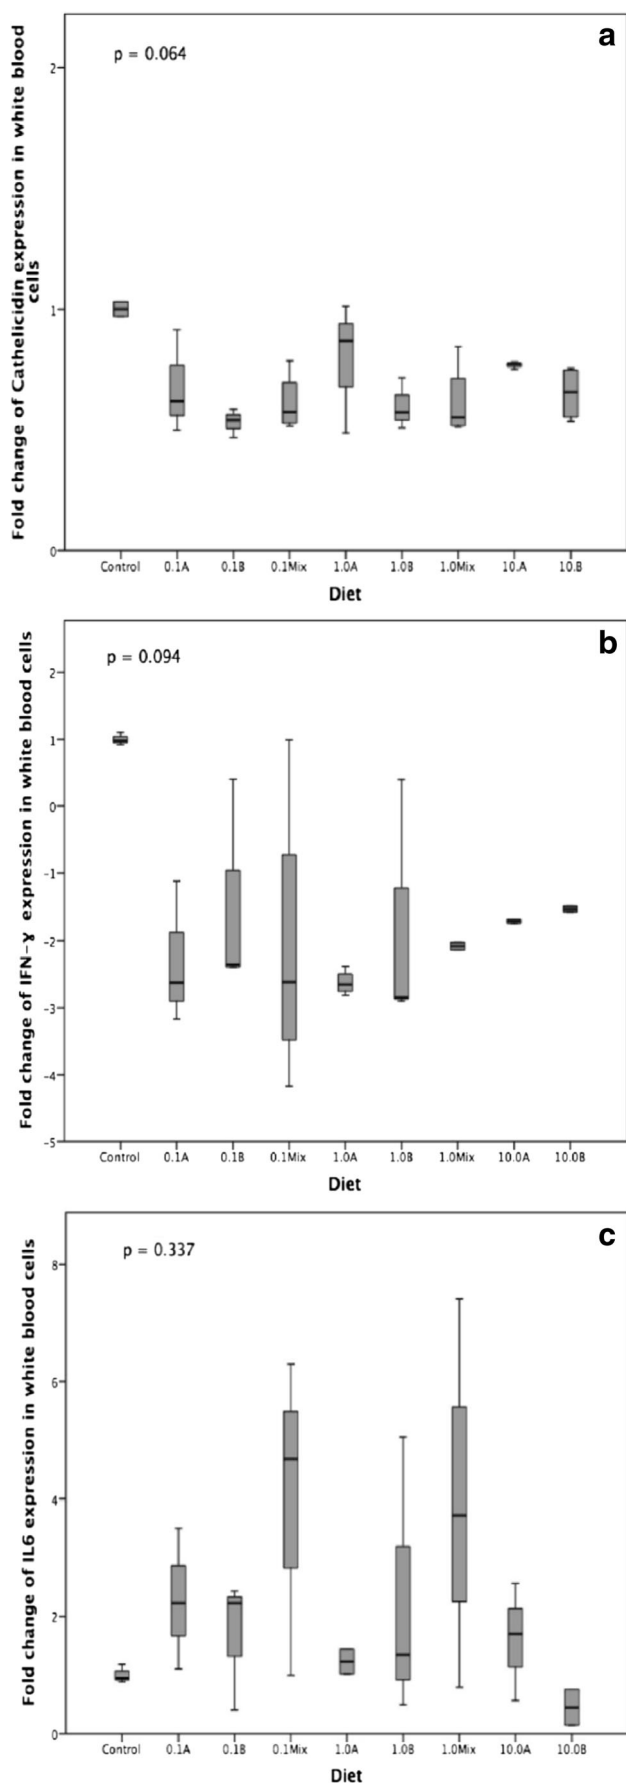 a
p = 0.064
Fold change of Cathelicidin expression in white blood
cells
2
1
0
Control 0.1A 0.1B 0.1Mix 1.0A 1.0B 1.0Mix 10.A 10.B
Diet
b
p = 0.094
Fold change of IFN-ɣ expression in white blood cells
2
1
0
-1
-2
-3
-4
-5
Control 0.1A 0.1B 0.1Mix 1.0A 1.0B 1.0Mix 10.0A 10.0B
Diet
c
p = 0.337
Fold change of IL6 expression in white blood cells
8
6
4
2
0
Control 0.1A 0.1B 0.1Mix 1.0A 1.0B 1.0Mix 10.0A 10.0B
Diet